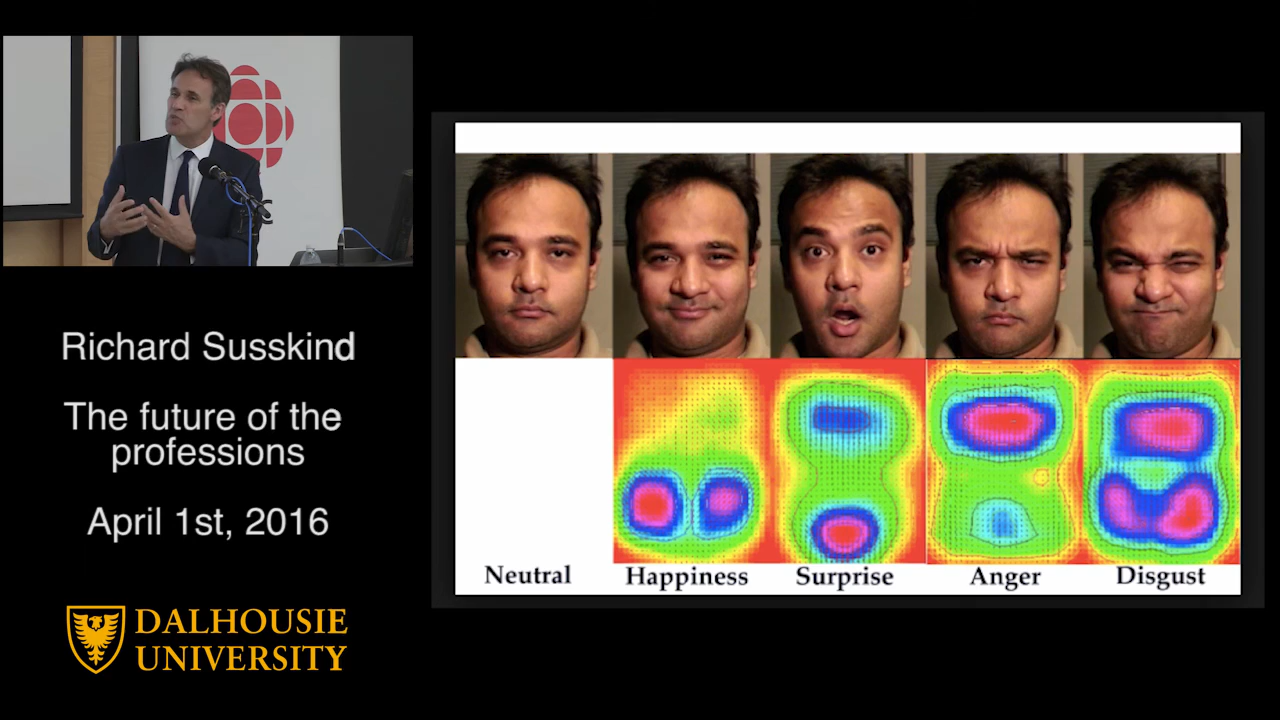 Richard Susskind
The future of the
professions
April 1st, 2016
DALHOUSIE
UNIVERSITY
Neutral Happiness Surprise Anger Disgust